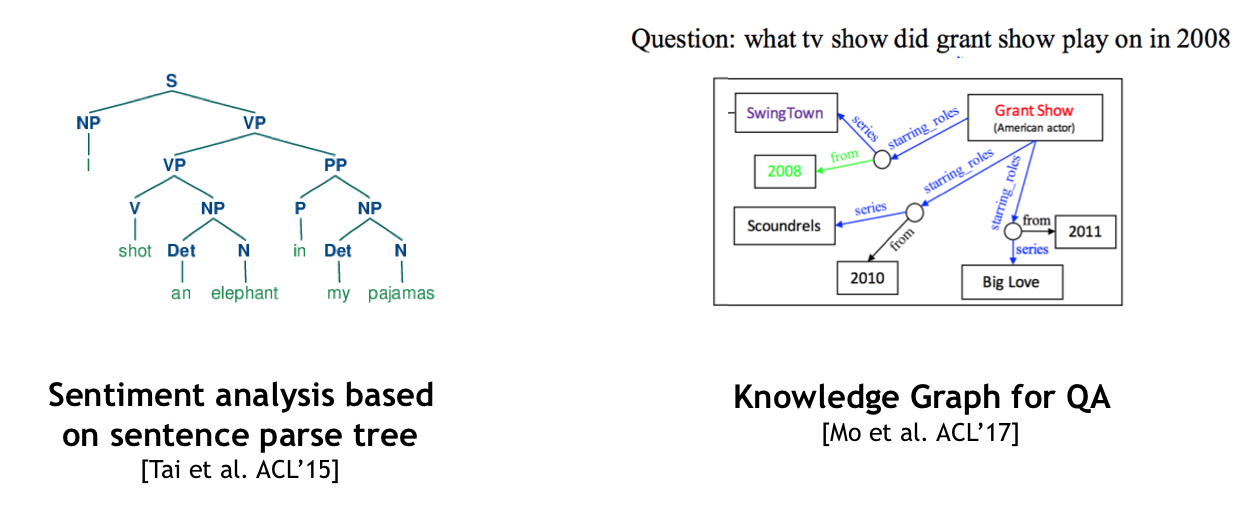 S
NP VP
I VP PP
V NP P NP
shot Det N in Det N
an elephant my pajamas
Sentiment analysis based
on sentence parse tree
[Tai et al. ACL’15]
Question: what tv show did grant show play on in 2008
SwingTown
series
starring_roles
Grant Show
(American actor)
2008
from
starring_roles
starring_roles
Scoundrels
series
from
2010
from
2011
series
Big Love
Knowledge Graph for QA
[Mo et al. ACL’17]